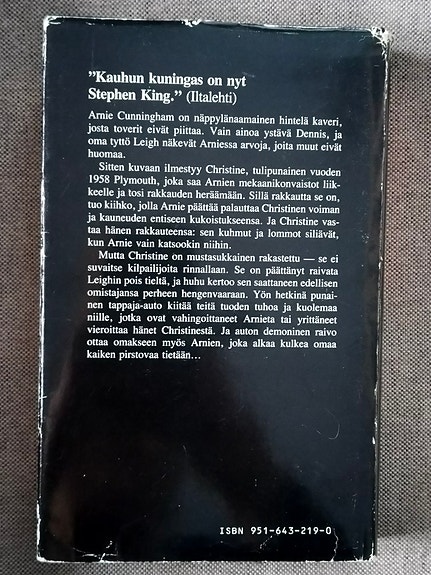 ”Kauhun kuningas on nyt
Stephen King.” (Iltalehti)
Arnie Cunningham on näppylänaamainen hintelä kaveri,
josta toverit eivät piittaa. Vain ainoa ystävä Dennis, ja
oma tyttö Leigh näkevät Arniessa arvoja, joita muut eivät
huomaa.
Sitten kuvaan ilmestyy Christine, tulipunainen vuoden
1958 Plymouth, joka saa Arnien mekaanikonvaistot liik-
keelle ja tosi rakkauden heräämään. Sillä rakkautta se on,
tuo kiihko, jolla Arnie päättää palauttaa Christinen voiman
ja kauneuden entiseen kukoistukseensa. Ja Christine vas-
taa hänen rakkauteensa: sen kuhmut ja lommot siliävät,
kun Arnie vain katsookin niihin.
Mutta Christine on mustasukkainen rakastettu — se ei
suvaitse kilpailijoita rinnallaan. Se on päättänyt raivata
Leighin pois tieltä, ja huhu kertoo sen saattaneen edellisen
omistajansa perheen hengenvaaraan. Yön hetkinä punai-
nen tappaja-auto kiitää teitä tuoden tuhoa ja kuolemaa
niille, jotka ovat vahingoittaneet Arnieta tai yrittäneet
vieroittaa hänet Christinestä. Ja auton demoninen raivo
ottaa omakseen myös Arnien, joka alkaa kulkea omaa
kaiken pirstovaa tietään...
ISBN 951-643-219-0